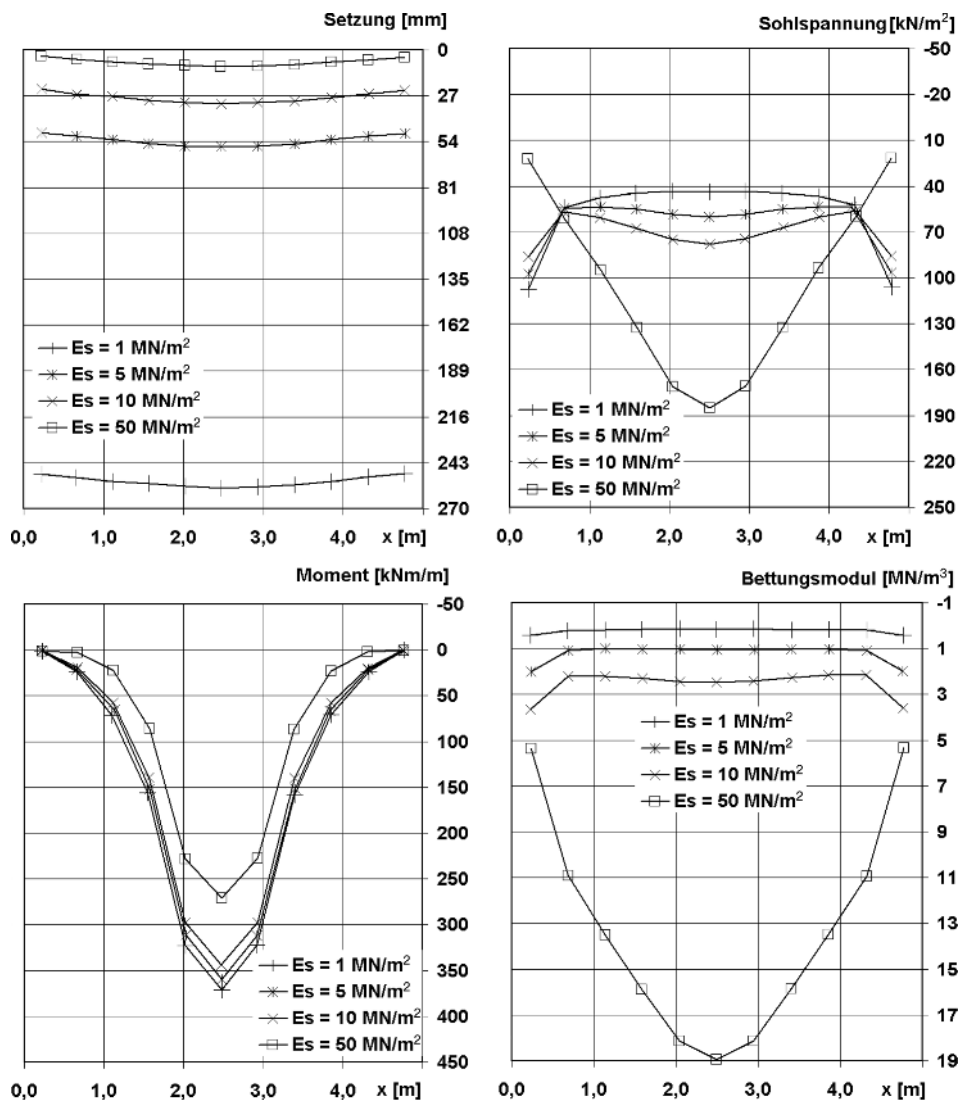 Setzung [mm]
0
27
54
81
108
135
162
189
216
243
270
Es = 1 MN/m²
Es = 5 MN/m²
Es = 10 MN/m²
Es = 50 MN/m²
0,0 1,0 2,0 3,0 4,0 x [m]
Sohlspannung [kN/m²]
-50
-20
10
40
70
100
130
160
190
220
250
Es = 1 MN/m²
Es = 5 MN/m²
Es = 10 MN/m²
Es = 50 MN/m²
0,0 1,0 2,0 3,0 4,0 x [m]
Moment [kNm/m]
-50
0
50
100
150
200
250
300
350
400
450
Es = 1 MN/m²
Es = 5 MN/m²
Es = 10 MN/m²
Es = 50 MN/m²
0,0 1,0 2,0 3,0 4,0 x [m]
Bettungsmodul [MN/m³]
-1
1
3
5
7
9
11
13
15
17
19
Es = 1 MN/m²
Es = 5 MN/m²
Es = 10 MN/m²
Es = 50 MN/m²
0,0 1,0 2,0 3,0 4,0 x [m]